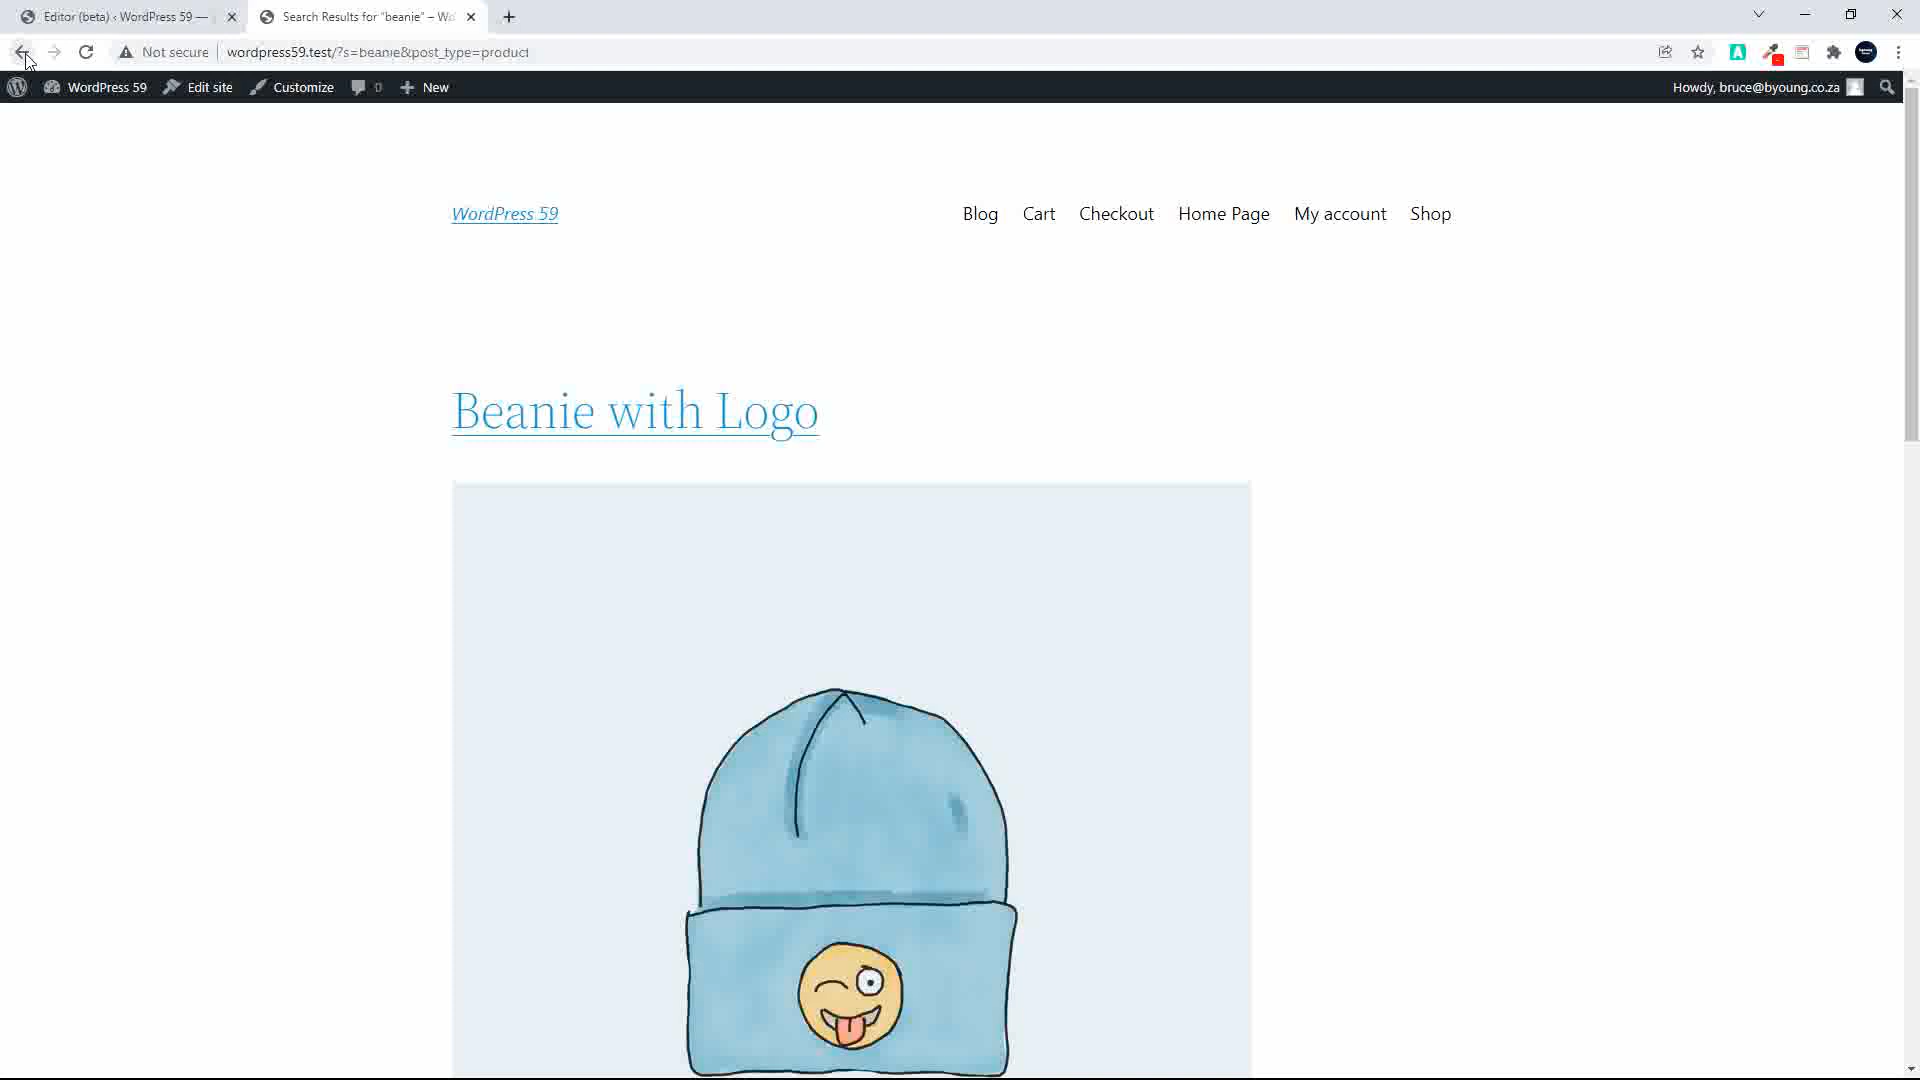 Editor (beta) ‹ WordPress 59 —
Search Results for "beanie" – Wo
Not secure
wordpress59.test/?s=beanie&post_type=product
WordPress 59
Edit site
Customize
0
New
Howdy, bruce@byoung.co.za
WordPress 59
Blog
Cart
Checkout
Home Page
My account
Shop
Beanie with Logo